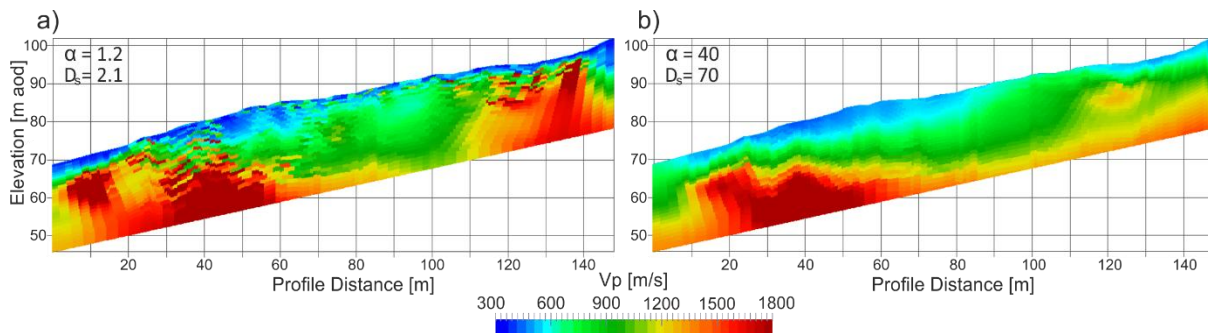 a)
α = 1.2
Dₛ= 2.1
b)
α = 40
Dₛ= 70
Elevation [m aod]
100
90
80
70
60
50
100
90
80
70
60
50
20 40 60 80 100 120 140
20 40 60 80 100 120 140
Profile Distance [m]
Vp [m/s]
Profile Distance [m]
300 600 900 1200 1500 1800